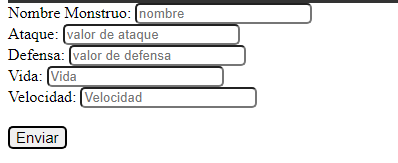 Nombre Monstruo: nombre
Ataque: valor de ataque
Defensa: valor de defensa
Vida: Vida
Velocidad: Velocidad
Enviar